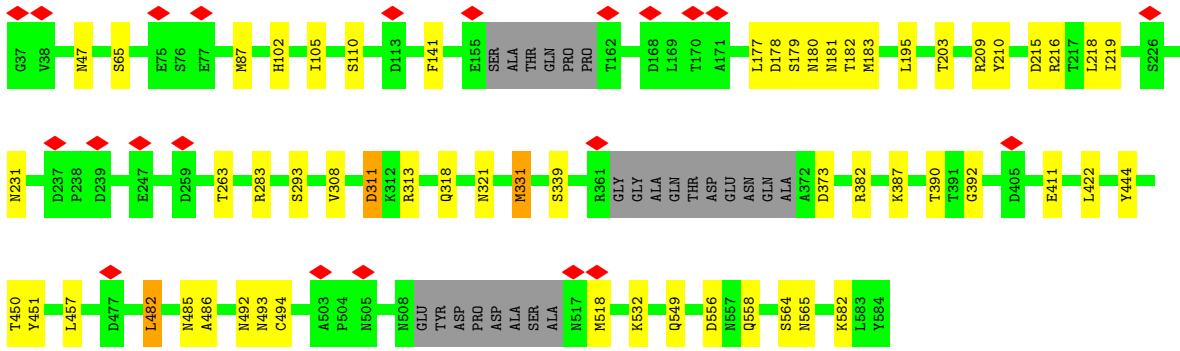 G37 V38 N47 S65 E75 S76 E77 M87 H102 I105 S110 D113 F141 E155 SER ALA THR GLN PRO PRO T162 D168 L169 T170 A171 L177 D178 S179 N180 N181 T182 M183 L195 T203 R209 Y210 D215 R216 T217 L218 I219 S226
N231 D237 P238 D239 E247 D259 T263 R283 S293 V308 D311 K312 R313 Q318 N321 M331 S339 R361 GLY GLY ALA GLN THR ASP GLU ASN GLN ALA A372 D373 R382 K387 T390 T391 G392 D405 E411 L422 Y444
T450 Y451 L457 D477 L482 N485 A486 N492 N493 C494 A503 P504 N505 N508 GLU TYR ASP PRO ASP ALA SER ALA N517 M518 K532 Q549 D556 N557 Q558 S564 N565 K582 L583 Y584